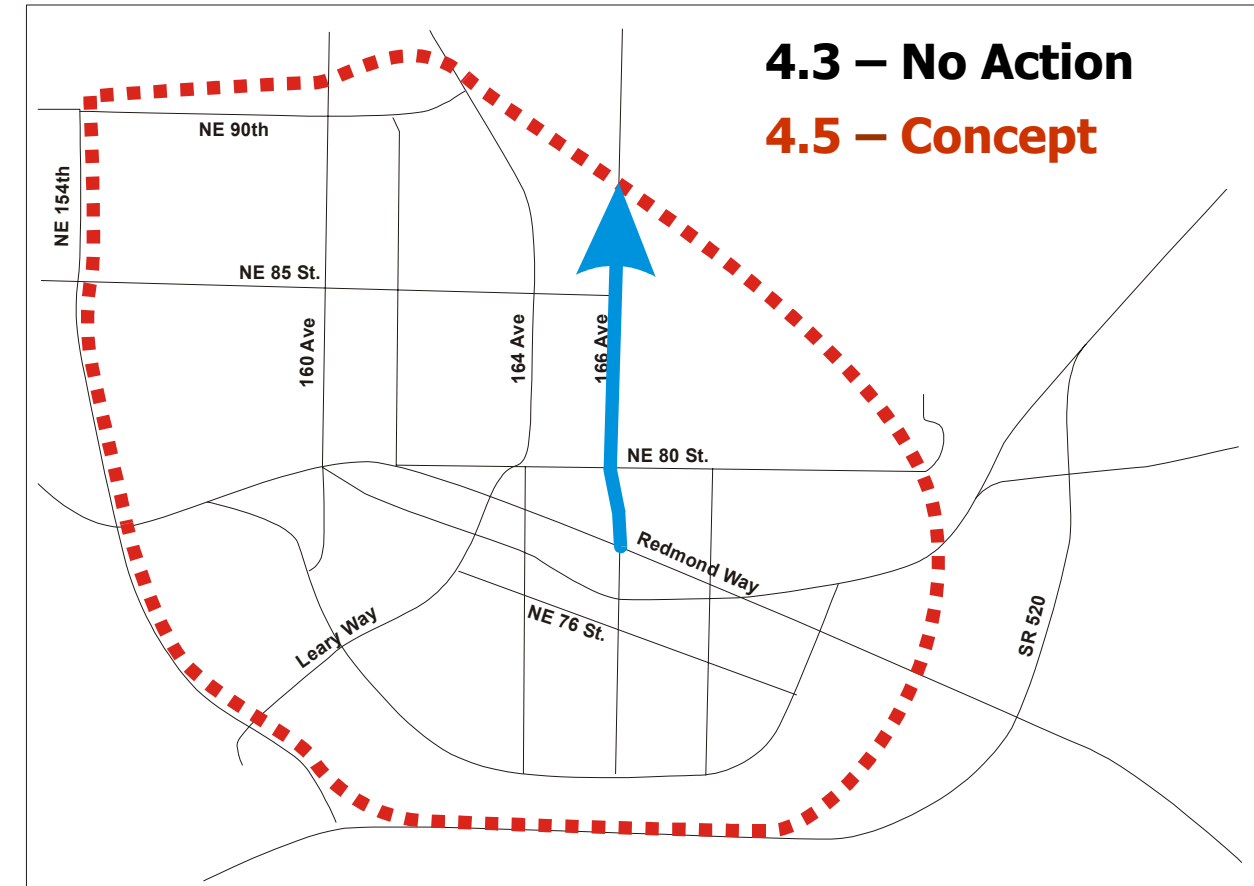 4.3 – No Action
4.5 – Concept
NE 90th
NE 154th
NE 85 St.
160 Ave
164 Ave
166 Ave
NE 80 St.
Redmond Way
NE 76 St.
Leary Way
SR 520